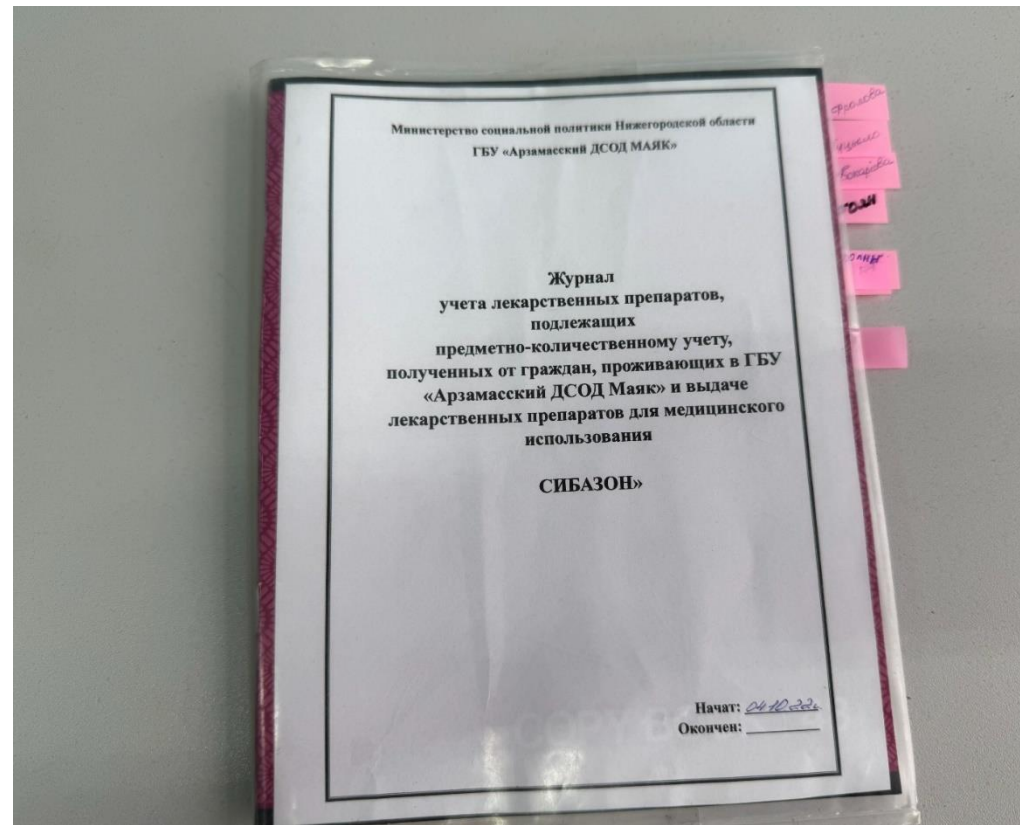 Министерство социальной политики Нижегородской области
ГБУ «Арзамасский ДСОД МАЯК»
Журнал
учета лекарственных препаратов,
подлежащих
предметно-количественному учету,
полученных от граждан, проживающих в ГБУ
«Арзамасский ДСОД Маяк» и выдаче
лекарственных препаратов для медицинского
использования
СИБАЗОН»
Начат: 04.10.22г
Окончен:
Фролова